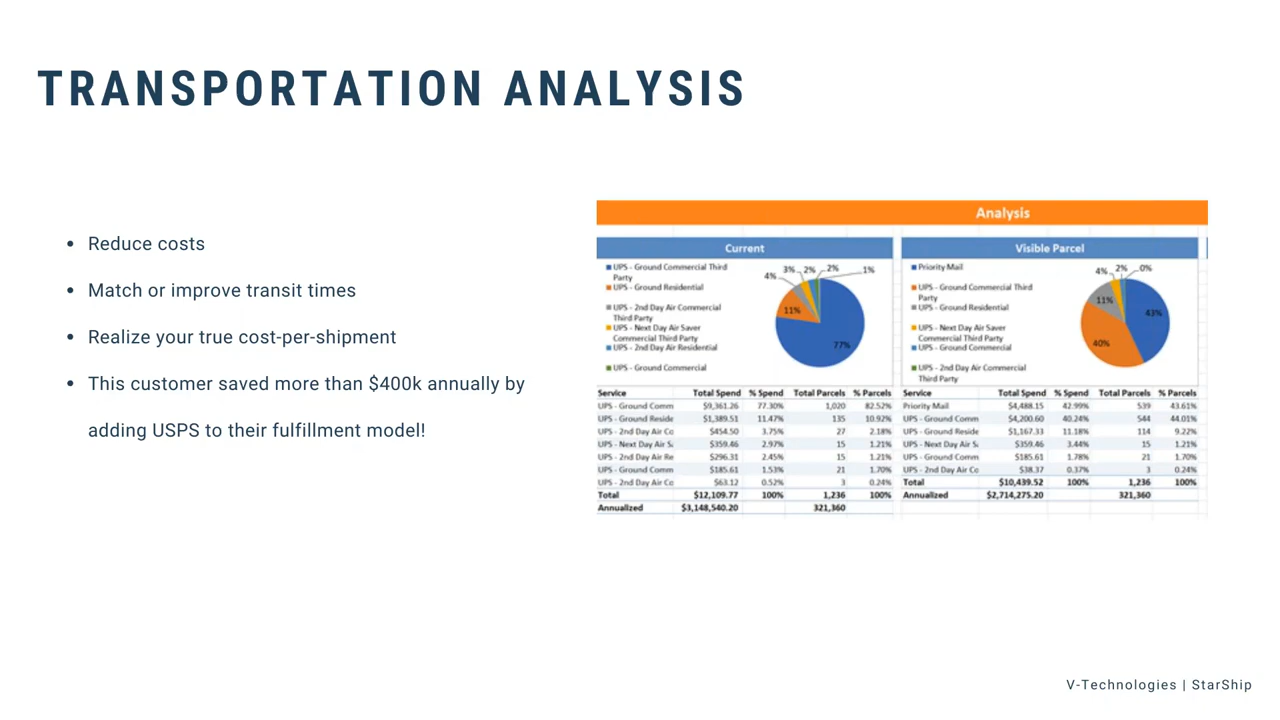 TRANSPORTATION ANALYSIS
• Reduce costs
• Match or improve transit times
• Realize your true cost-per-shipment
• This customer saved more than $400k annually by
adding USPS to their fulfillment model!
Analysis
Current
UPS - Ground Commercial Third
Party
UPS - Ground Residential
UPS - 2nd Day Air Commercial
Third Party
UPS - Next Day Air Saver
Commercial Third Party
UPS - 2nd Day Air Residential
UPS - Ground Commercial
4% 3% 2% 2% 1%
11%
77%
Service Total Spend % Spend Total Parcels % Parcels
UPS - Ground Comm $9,361.26 77.30% 1,020 82.52%
UPS - Ground Reside $1,389.51 11.47% 135 10.92%
UPS - 2nd Day Air Co $454.50 3.75% 27 2.18%
UPS - Next Day Air S $359.46 2.97% 15 1.21%
UPS - 2nd Day Air Re $296.31 2.45% 15 1.21%
UPS - Ground Comm $185.61 1.53% 21 1.70%
UPS - 2nd Day Air Co $63.12 0.52% 3 0.24%
Total $12,109.77 100% 1,236 100%
Annualized $3,148,540.20 321,360
Visible Parcel
Priority Mail
UPS - Ground Commercial Third
Party
UPS - Ground Residential
UPS - Next Day Air Saver
Commercial Third Party
UPS - Ground Commercial
UPS - 2nd Day Air Commercial
Third Party
4% 2% 0%
11%
43%
40%
Service Total Spend % Spend Total Parcels % Parcels
Priority Mail $4,488.15 42.99% 539 43.61%
UPS - Ground Comm $4,200.60 40.24% 544 44.01%
UPS - Ground Reside $1,167.33 11.18% 114 9.22%
UPS - Next Day Air S $359.46 3.44% 15 1.21%
UPS - Ground Comm $185.61 1.78% 21 1.70%
UPS - 2nd Day Air Co $38.37 0.37% 3 0.24%
Total $10,439.52 100% 1,236 100%
Annualized $2,714,275.20 321,360
V-Technologies | StarShip